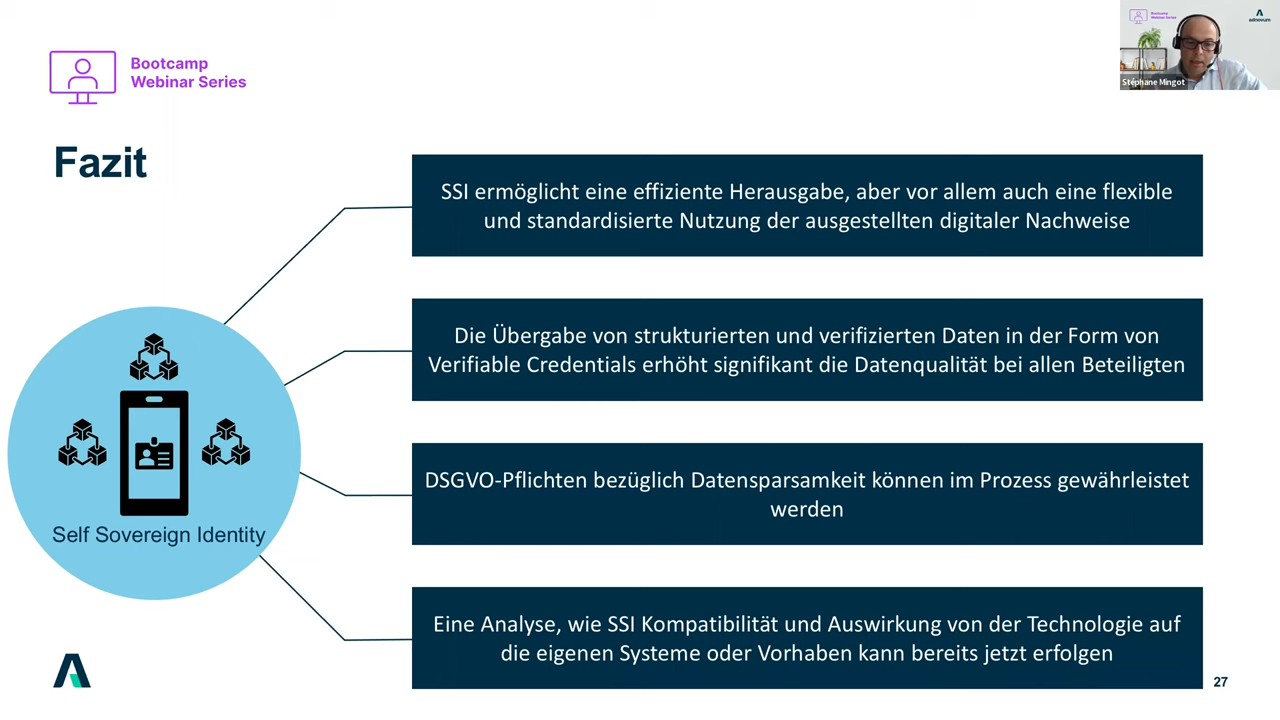 Bootcamp
Webinar Series
Bootcamp
Webinar Series
adnovum
Stéphane Mingot
Fazit
SSI ermöglicht eine effiziente Herausgabe, aber vor allem auch eine flexible
und standardisierte Nutzung der ausgestellten digitaler Nachweise
Die Übergabe von strukturierten und verifizierten Daten in der Form von
Verifiable Credentials erhöht signifikant die Datenqualität bei allen Beteiligten
DSGVO-Pflichten bezüglich Datensparsamkeit können im Prozess gewährleistet
werden
Self Sovereign Identity
Eine Analyse, wie SSI Kompatibilität und Auswirkung von der Technologie auf
die eigenen Systeme oder Vorhaben kann bereits jetzt erfolgen
27